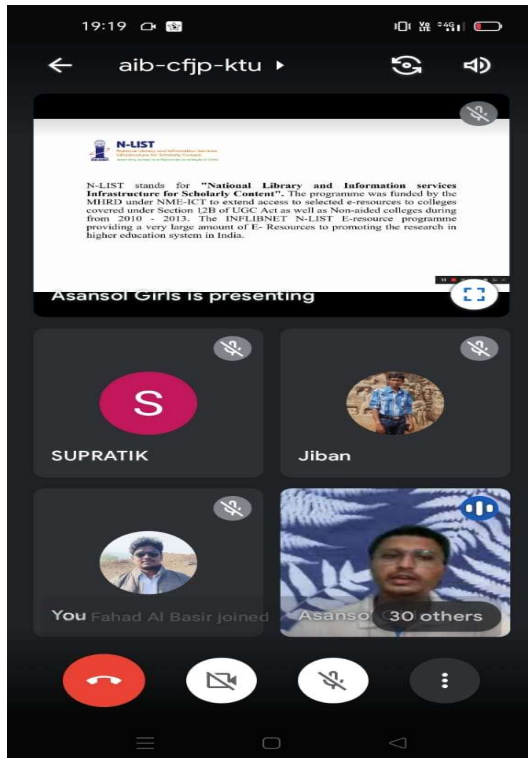 19:19
aib-cfjp-ktu
N-LIST
N-LIST stands for "National Library and Information services
Infrastructure for Scholarly Content". The programme was funded by the
MHRD under NME-ICT to extend access to selected e-resources to colleges
covered under Section 12B of UGC Act as well as Non-aided colleges during
from 2010 - 2013. The INFLIBNET N-LIST E-resource programme
providing a very large amount of E- Resources to promoting the research in
higher education system in India.
Asansol Girls is presenting
S
SUPRATIK
Jiban
You
Fahad Al Basir joined
Asanso
30 others